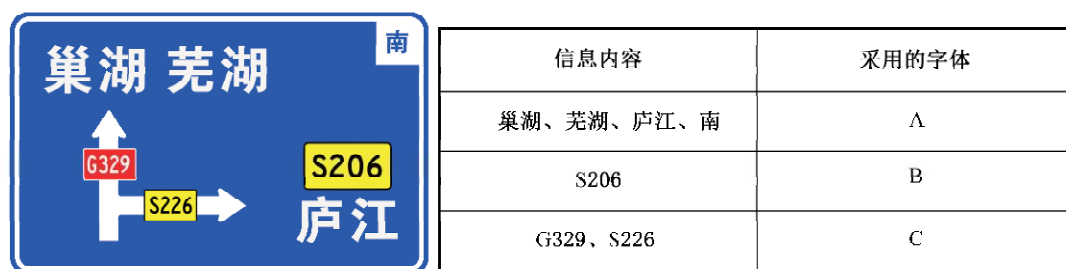 南
巢湖 芜湖
G329
S206
S226
庐江
信息内容 采用的字体
巢湖、芜湖、庐江、南 A
S206 B
G329、S226 C